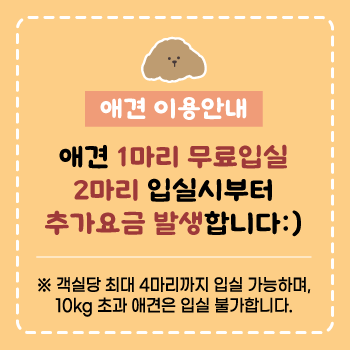 애견 이용안내
애견 1마리 무료입실
2마리 입실시부터
추가요금 발생합니다:)
※ 객실당 최대 4마리까지 입실 가능하며,
10kg 초과 애견은 입실 불가합니다.